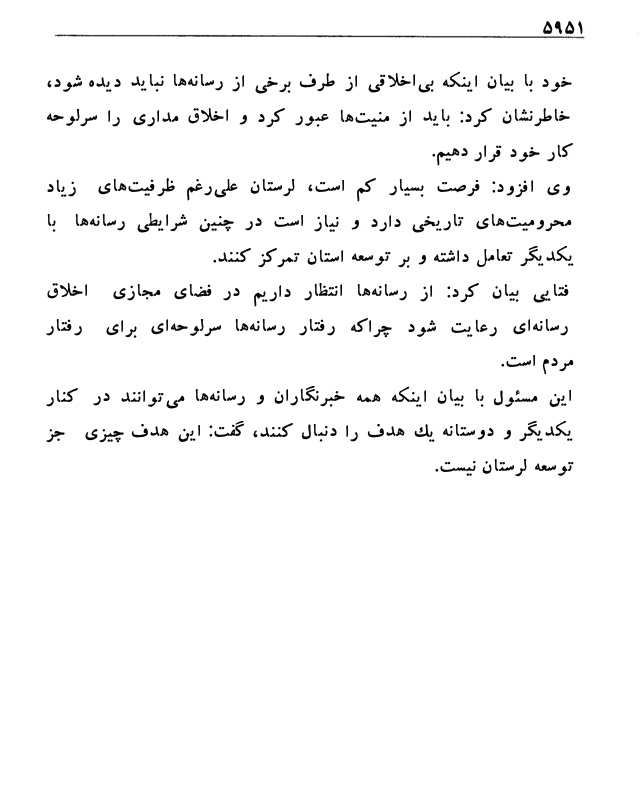 ۵۹۵۱
خود با بیان اینکه بی‌اخلاقی از طرف برخی از رسانه‌ها نباید دیده شود،
خاطرنشان کرد: باید از منیت‌ها عبور کرد و اخلاق مداری را سرلوحه
کار خود قرار دهیم.
وی افزود: فرصت بسیار کم است، لرستان علی‌رغم ظرفیت‌های زیاد
محرومیت‌های تاریخی دارد و نیاز است در چنین شرایطی رسانه‌ها با
یکدیگر تعامل داشته و بر توسعه استان تمرکز کنند.
فتایی بیان کرد: از رسانه‌ها انتظار داریم در فضای مجازی اخلاق
رسانه‌ای رعایت شود چراکه رفتار رسانه‌ها سرلوحه‌ای برای رفتار
مردم است.
این مسئول با بیان اینکه همه خبرنگاران و رسانه‌ها می‌توانند در کنار
یکدیگر و دوستانه یك هدف را دنبال کنند، گفت: این هدف چیزی جز
توسعه لرستان نیست.